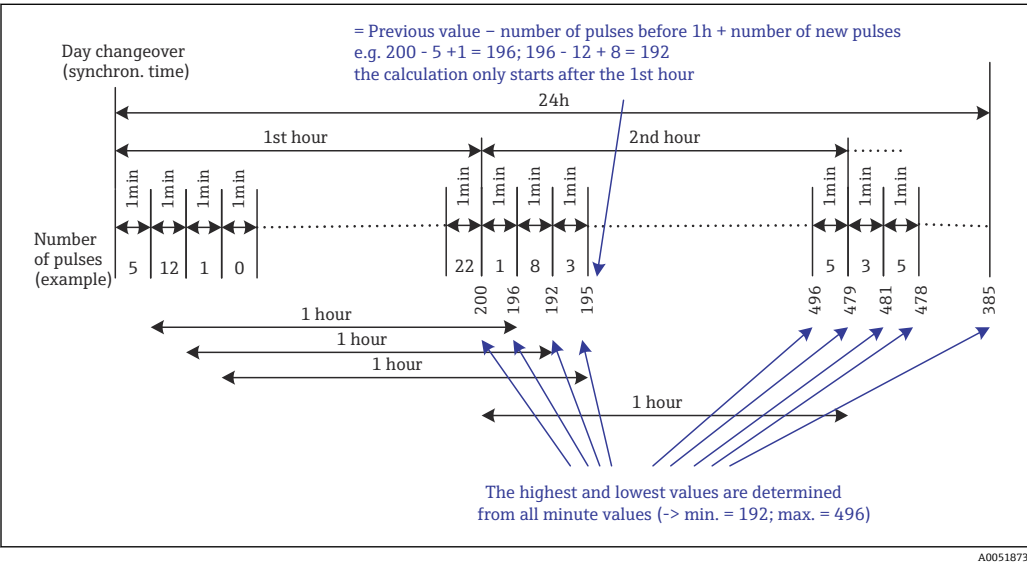 = Previous value – number of pulses before 1h + number of new pulses
e.g. 200 - 5 +1 = 196; 196 - 12 + 8 = 192
the calculation only starts after the 1st hour
Day changeover
(synchron. time)
24h
1st hour
2nd hour
1min
1min
1min
1min
1min
1min
1min
1min
1min
1min
1min
Number
of pulses
(example)
5
12
1
0
22
1
8
3
5
3
5
200
196
192
195
496
479
481
478
385
1 hour
1 hour
1 hour
1 hour
The highest and lowest values are determined
from all minute values (-> min. = 192; max. = 496)
A0051873